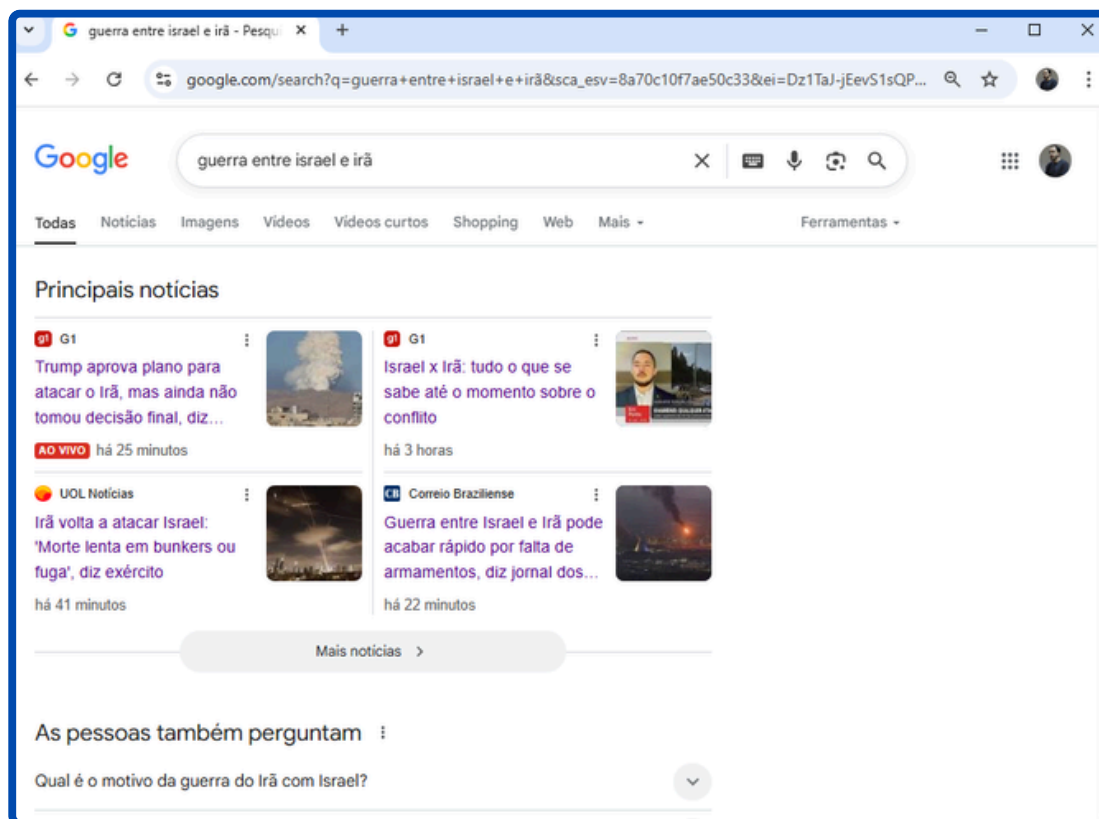 guerra entre israel e irã - Pesqu
google.com/search?q=guerra+entre+israel+e+irã&sca_esv=8a70c10f7ae50c33&ei=Dz1TaJ-jEevS1sQP...
Google
guerra entre israel e irã
Todas Notícias Imagens Vídeos Vídeos curtos Shopping Web Mais Ferramentas
Principais notícias
g1 G1
Trump aprova plano para
atacar o Irã, mas ainda não
tomou decisão final, diz...
AO VIVO há 25 minutos
g1 G1
Israel x Irã: tudo o que se
sabe até o momento sobre o
conflito
há 3 horas
UOL Notícias
Irã volta a atacar Israel:
'Morte lenta em bunkers ou
fuga', diz exército
há 41 minutos
CB Correio Braziliense
Guerra entre Israel e Irã pode
acabar rápido por falta de
armamentos, diz jornal dos...
há 22 minutos
Mais notícias
As pessoas também perguntam
Qual é o motivo da guerra do Irã com Israel?